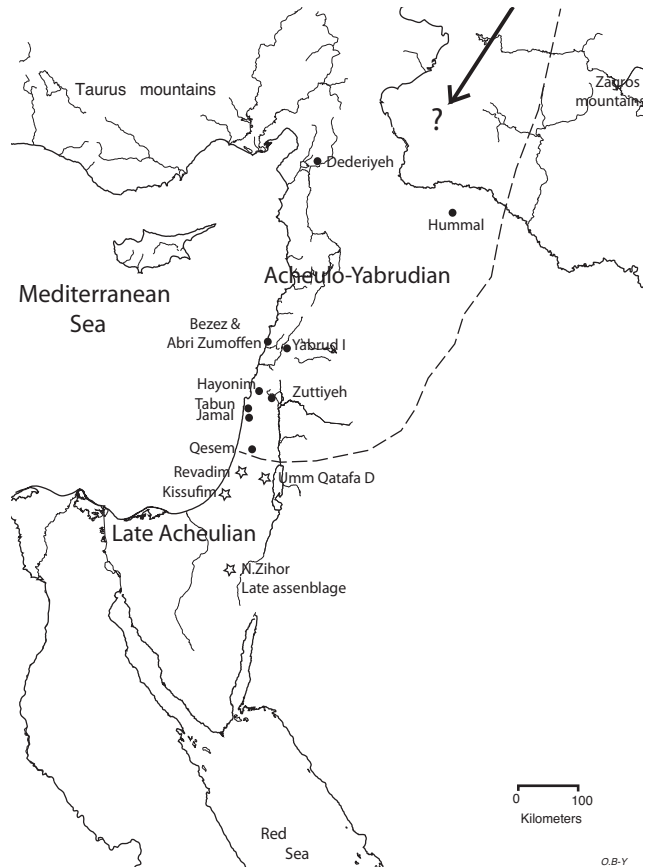 Taurus mountains
Zagros
mountains
?
Dederiyeh
Hummal
Acheulo-Yabrudian
Mediterranean
Sea
Bezez &
Abri Zumoffen
Yabrud I
Hayonim
Zuttiyeh
Tabun
Jamal
Qesem
Revadim
Umm Qatafa D
Kissufim
Late Acheulian
N.Zihor
Late assenblage
0 100
Kilometers
Red
Sea
O.B-Y